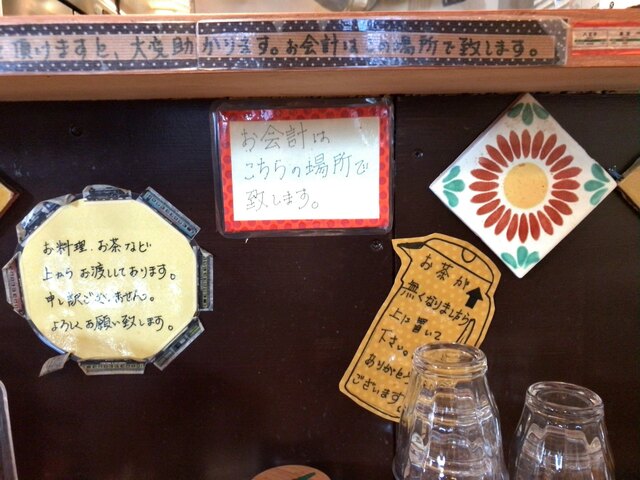 頂けますと、大変助かります。お会計は お場所で致します。
お会計は
こちらの場所で
致します。
お料理、お茶など
上からお渡ししてあります。
申し訳ございません。
よろしくお願い致します。
お茶が
無くなりましたら
上に置いて
下さい。
ありがとう
ございます